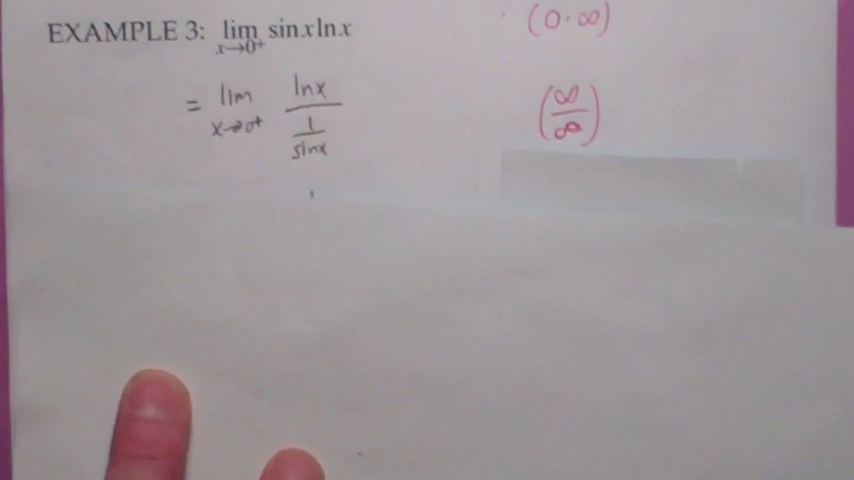 EXAMPLE 3: lim x→0⁺ sin x ln x (0·∞)
= lim x→0⁺ ln x / (1 / sin x) (∞/∞)